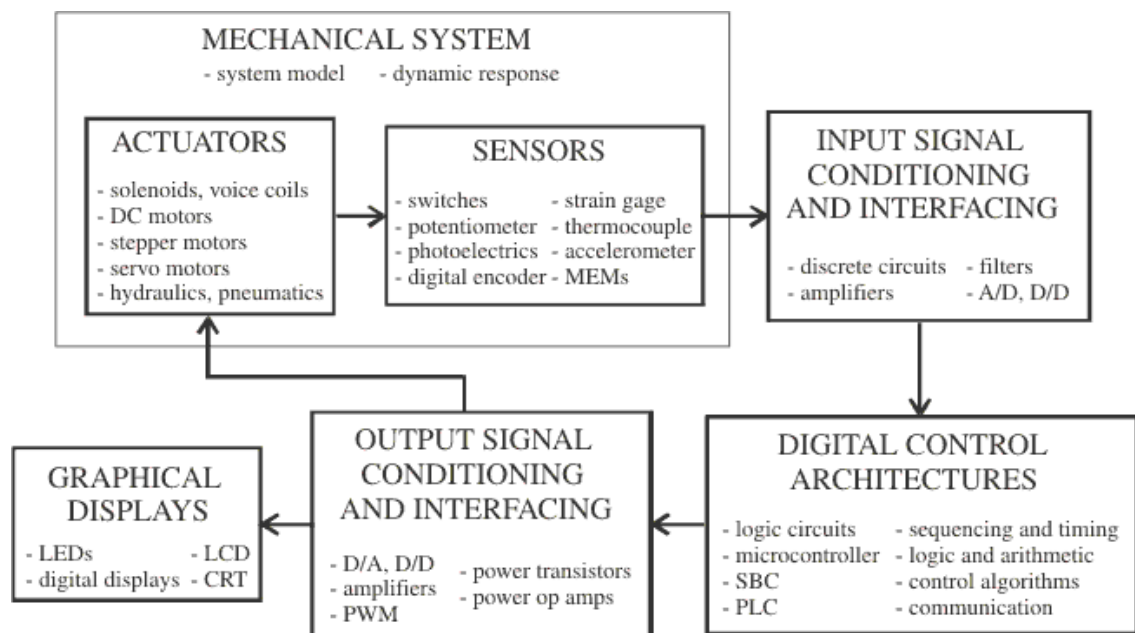 MECHANICAL SYSTEM
- system model - dynamic response
ACTUATORS
- solenoids, voice coils
- DC motors
- stepper motors
- servo motors
- hydraulics, pneumatics
SENSORS
- switches - strain gage
- potentiometer - thermocouple
- photoelectrics - accelerometer
- digital encoder - MEMs
INPUT SIGNAL
CONDITIONING
AND INTERFACING
- discrete circuits - filters
- amplifiers - A/D, D/D
GRAPHICAL
DISPLAYS
- LEDs - LCD
- digital displays - CRT
OUTPUT SIGNAL
CONDITIONING
AND INTERFACING
- D/A, D/D - power transistors
- amplifiers - power op amps
- PWM
DIGITAL CONTROL
ARCHITECTURES
- logic circuits - sequencing and timing
- microcontroller - logic and arithmetic
- SBC - control algorithms
- PLC - communication